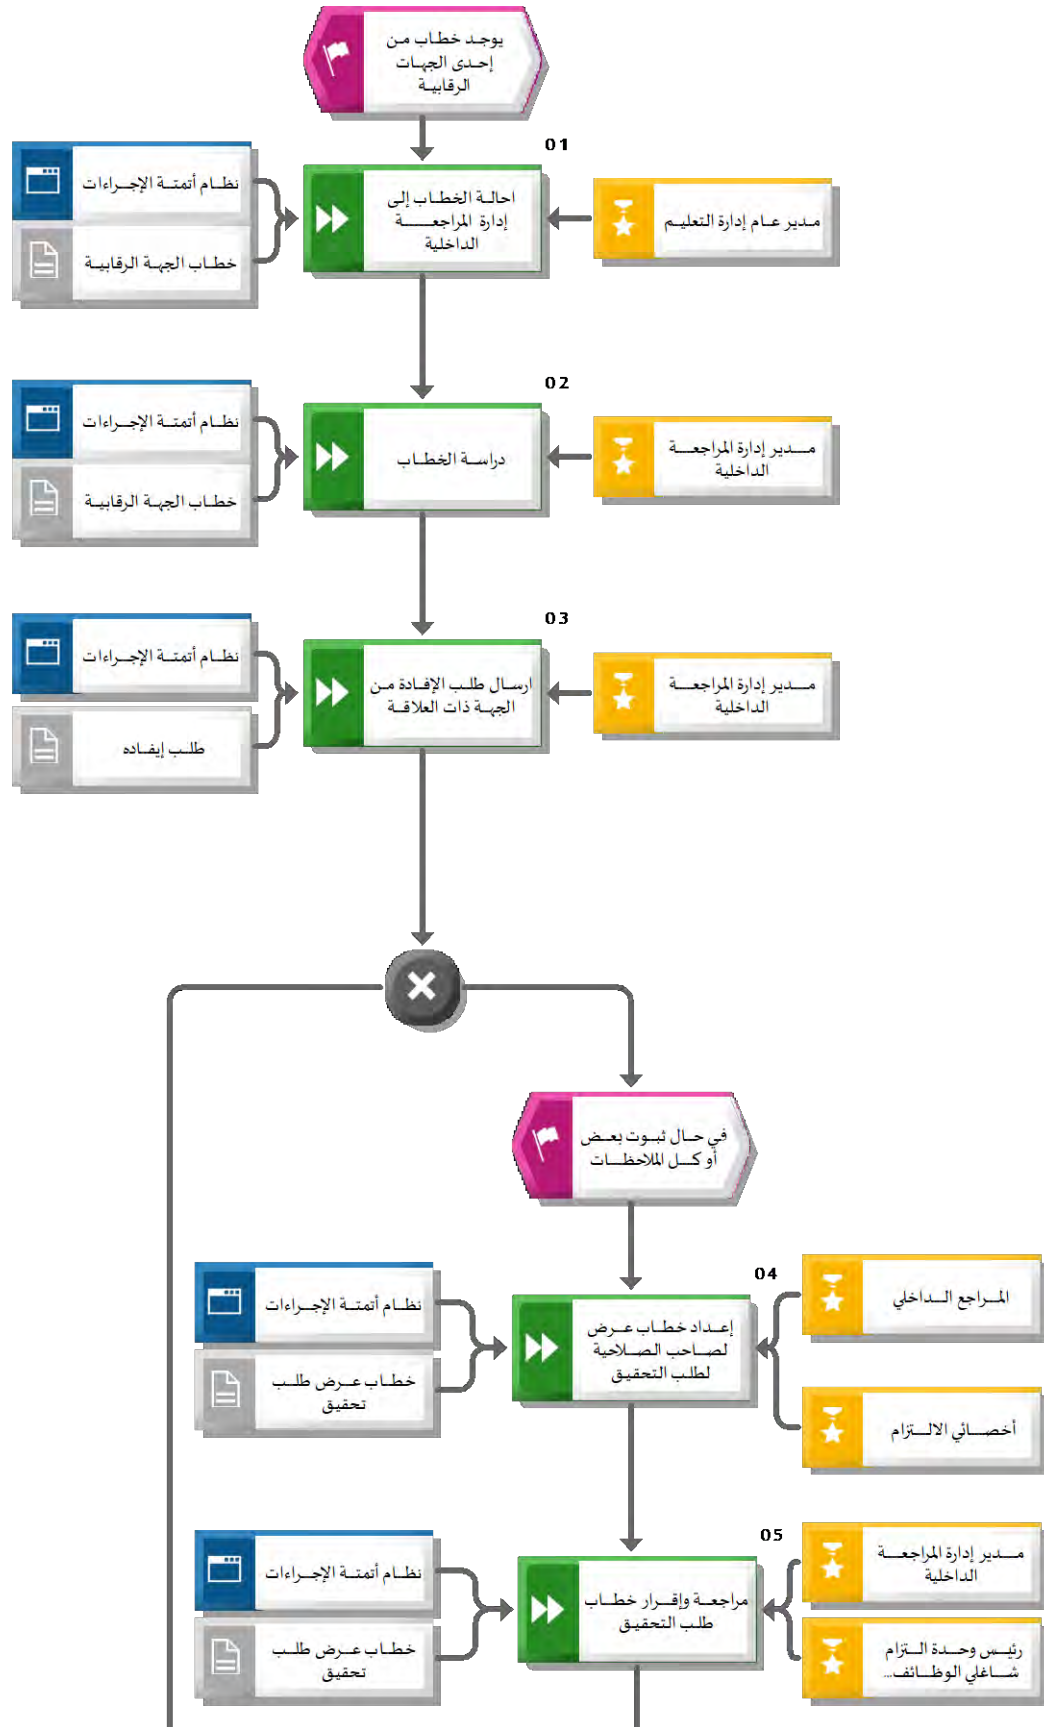 يوجد خطاب من
إحدى الجهات
الرقابية
01
نظام أتمتة الإجراءات
خطاب الجهة الرقابية
احالة الخطاب إلى
إدارة المراجعة
الداخلية
مدير عام إدارة التعليم
02
نظام أتمتة الإجراءات
خطاب الجهة الرقابية
دراسة الخطاب
مدير إدارة المراجعة
الداخلية
03
نظام أتمتة الإجراءات
طلب إيفاده
ارسال طلب الإفادة من
الجهة ذات العلاقة
مدير إدارة المراجعة
الداخلية
في حال ثبوت بعض
أو كل الملاحظات
04
نظام أتمتة الإجراءات
خطاب عرض طلب
تحقيق
إعداد خطاب عرض
لصاحب الصلاحية
لطلب التحقيق
المراجع الداخلي
أخصائي الالتزام
05
نظام أتمتة الإجراءات
خطاب عرض طلب
تحقيق
مراجعة وإقرار خطاب
طلب التحقيق
مدير إدارة المراجعة
الداخلية
رئيس وحدة التزام
شاغلي الوظائف...